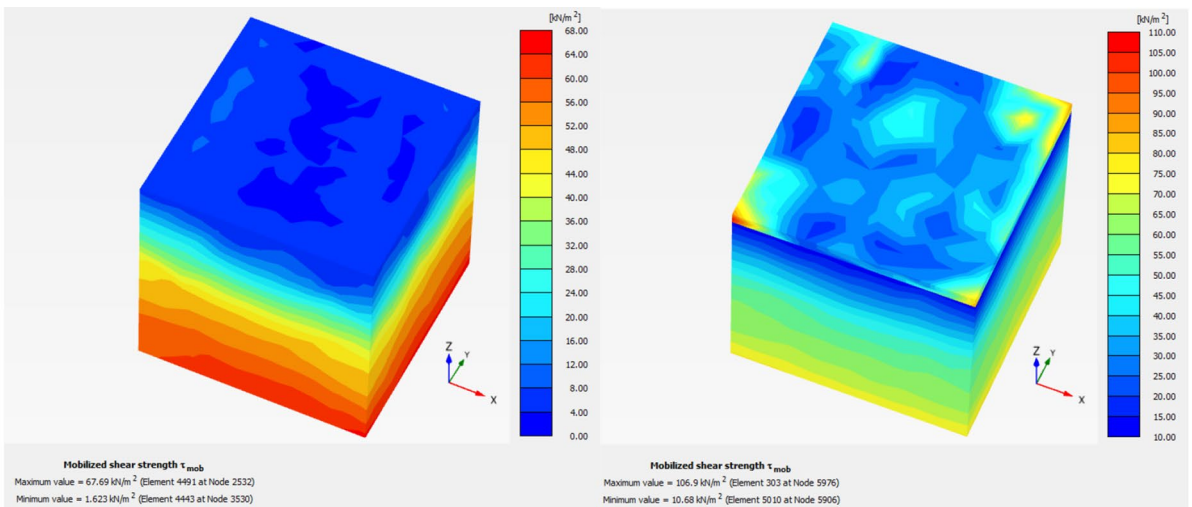 [kN/m²]
68.00
64.00
60.00
56.00
52.00
48.00
44.00
40.00
36.00
32.00
28.00
24.00
20.00
16.00
12.00
8.00
4.00
0.00
Z
Y
X
Mobilized shear strength τ mob
Maximum value = 67.69 kN/m² (Element 4491 at Node 2532)
Minimum value = 1.623 kN/m² (Element 4443 at Node 3530)
[kN/m²]
110.00
105.00
100.00
95.00
90.00
85.00
80.00
75.00
70.00
65.00
60.00
55.00
50.00
45.00
40.00
35.00
30.00
25.00
20.00
15.00
10.00
Z
Y
X
Mobilized shear strength τ mob
Maximum value = 106.9 kN/m² (Element 303 at Node 5976)
Minimum value = 10.68 kN/m² (Element 5010 at Node 5906)